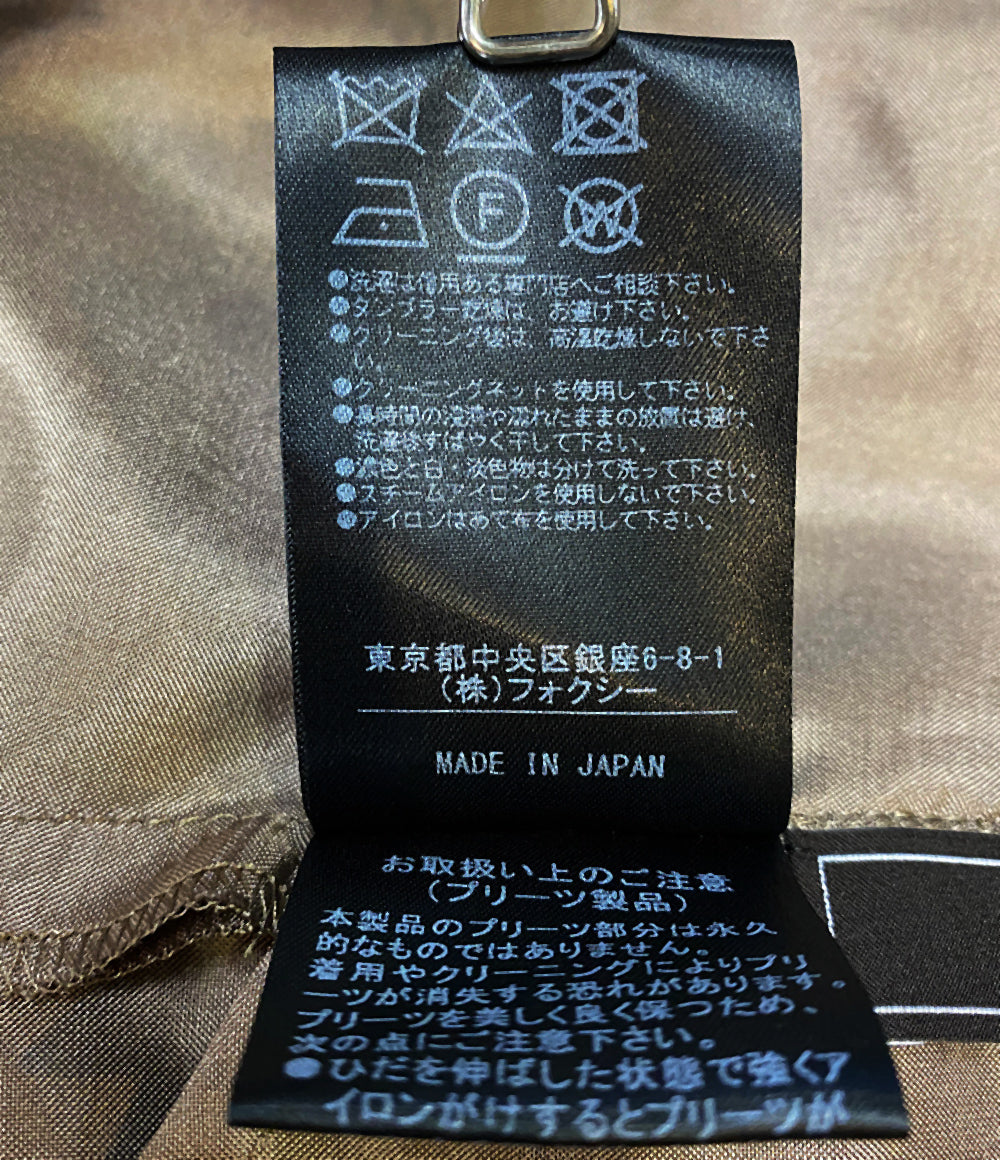 F
W
●洗濯は信用ある専門店へご相談下さい。
●タンブラー乾燥は お避け下さい。
●クリーニング後は、高温乾燥しないで下さ
い。
●クリーニングネットを使用して下さい。
●長時間の浸漬や濡れたままの放置は避け、
洗濯後すばやく干して下さい。
●濃色と白・淡色物は分けて洗って下さい。
●スチームアイロンを使用しないで下さい。
●アイロンはあて布を使用して下さい。
東京都中央区銀座6-8-1
(株)フォクシー
MADE IN JAPAN
お取扱い上のご注意
(プリーツ製品)
本製品のプリーツ部分は永久
的なものではありません。
着用やクリーニングによりプリ
ーツが消失する恐れがあります。
プリーツを美しく良く保つため、
次の点にご注意下さい。
●ひだを伸ばした状態で強くア
イロンがけするとプリーツが